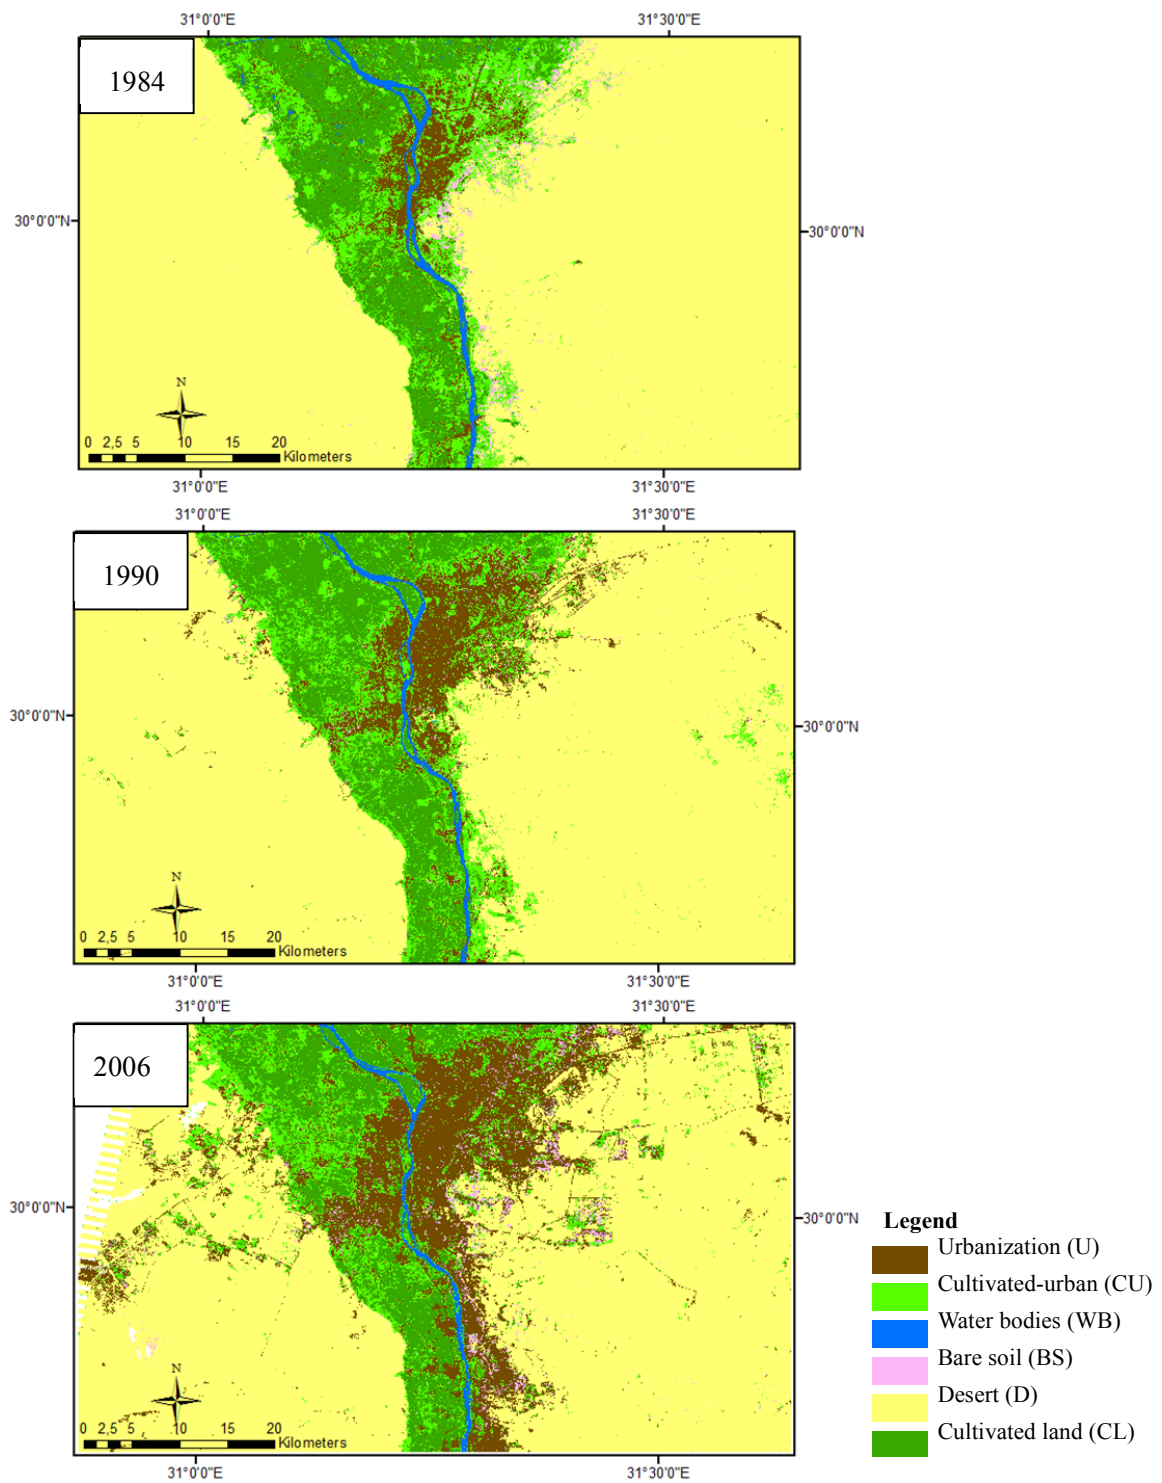 31°0'0"E 31°30'0"E
1984
30°0'0"N
30°0'0"N
N
0 2,5 5 10 15 20
Kilometers
31°0'0"E 31°30'0"E
31°0'0"E 31°30'0"E
1990
30°0'0"N
30°0'0"N
N
0 2,5 5 10 15 20
Kilometers
31°0'0"E 31°30'0"E
31°0'0"E 31°30'0"E
2006
30°0'0"N
30°0'0"N
N
0 2,5 5 10 15 20
Kilometers
31°0'0"E 31°30'0"E
Legend
Urbanization (U)
Cultivated-urban (CU)
Water bodies (WB)
Bare soil (BS)
Desert (D)
Cultivated land (CL)